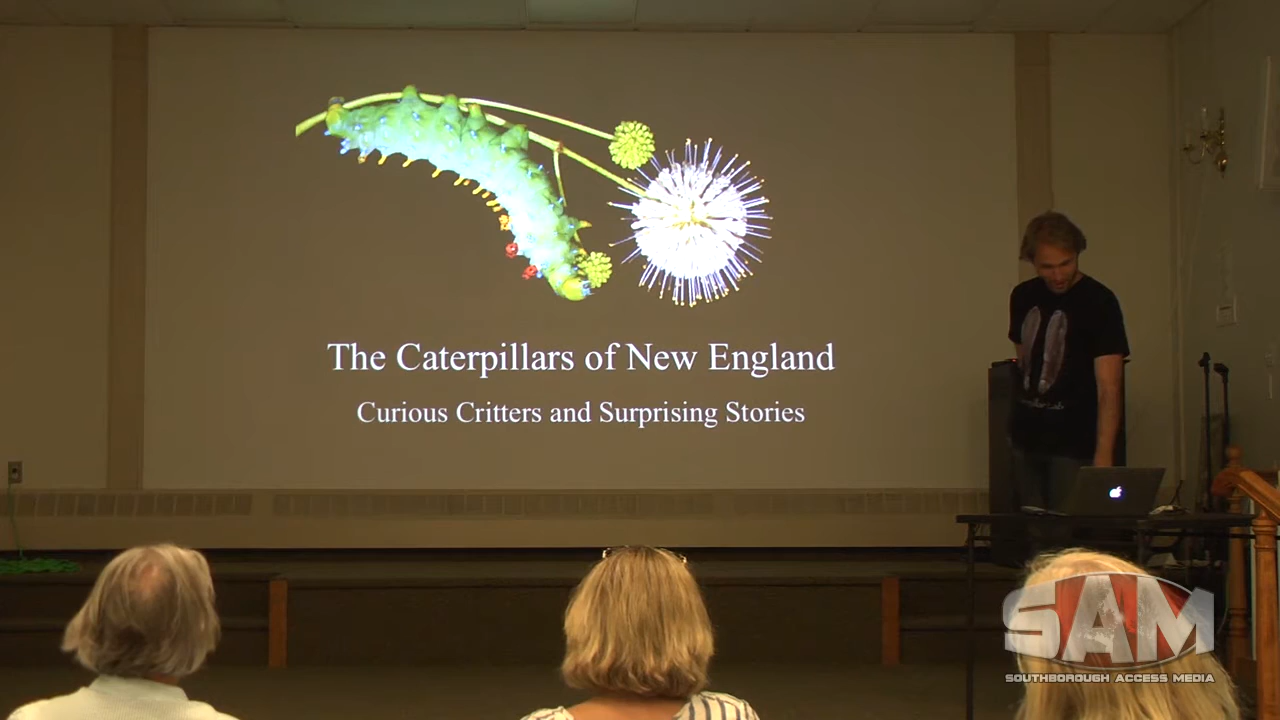 The Caterpillars of New England
Curious Critters and Surprising Stories
SAM
SOUTHBOROUGH ACCESS MEDIA